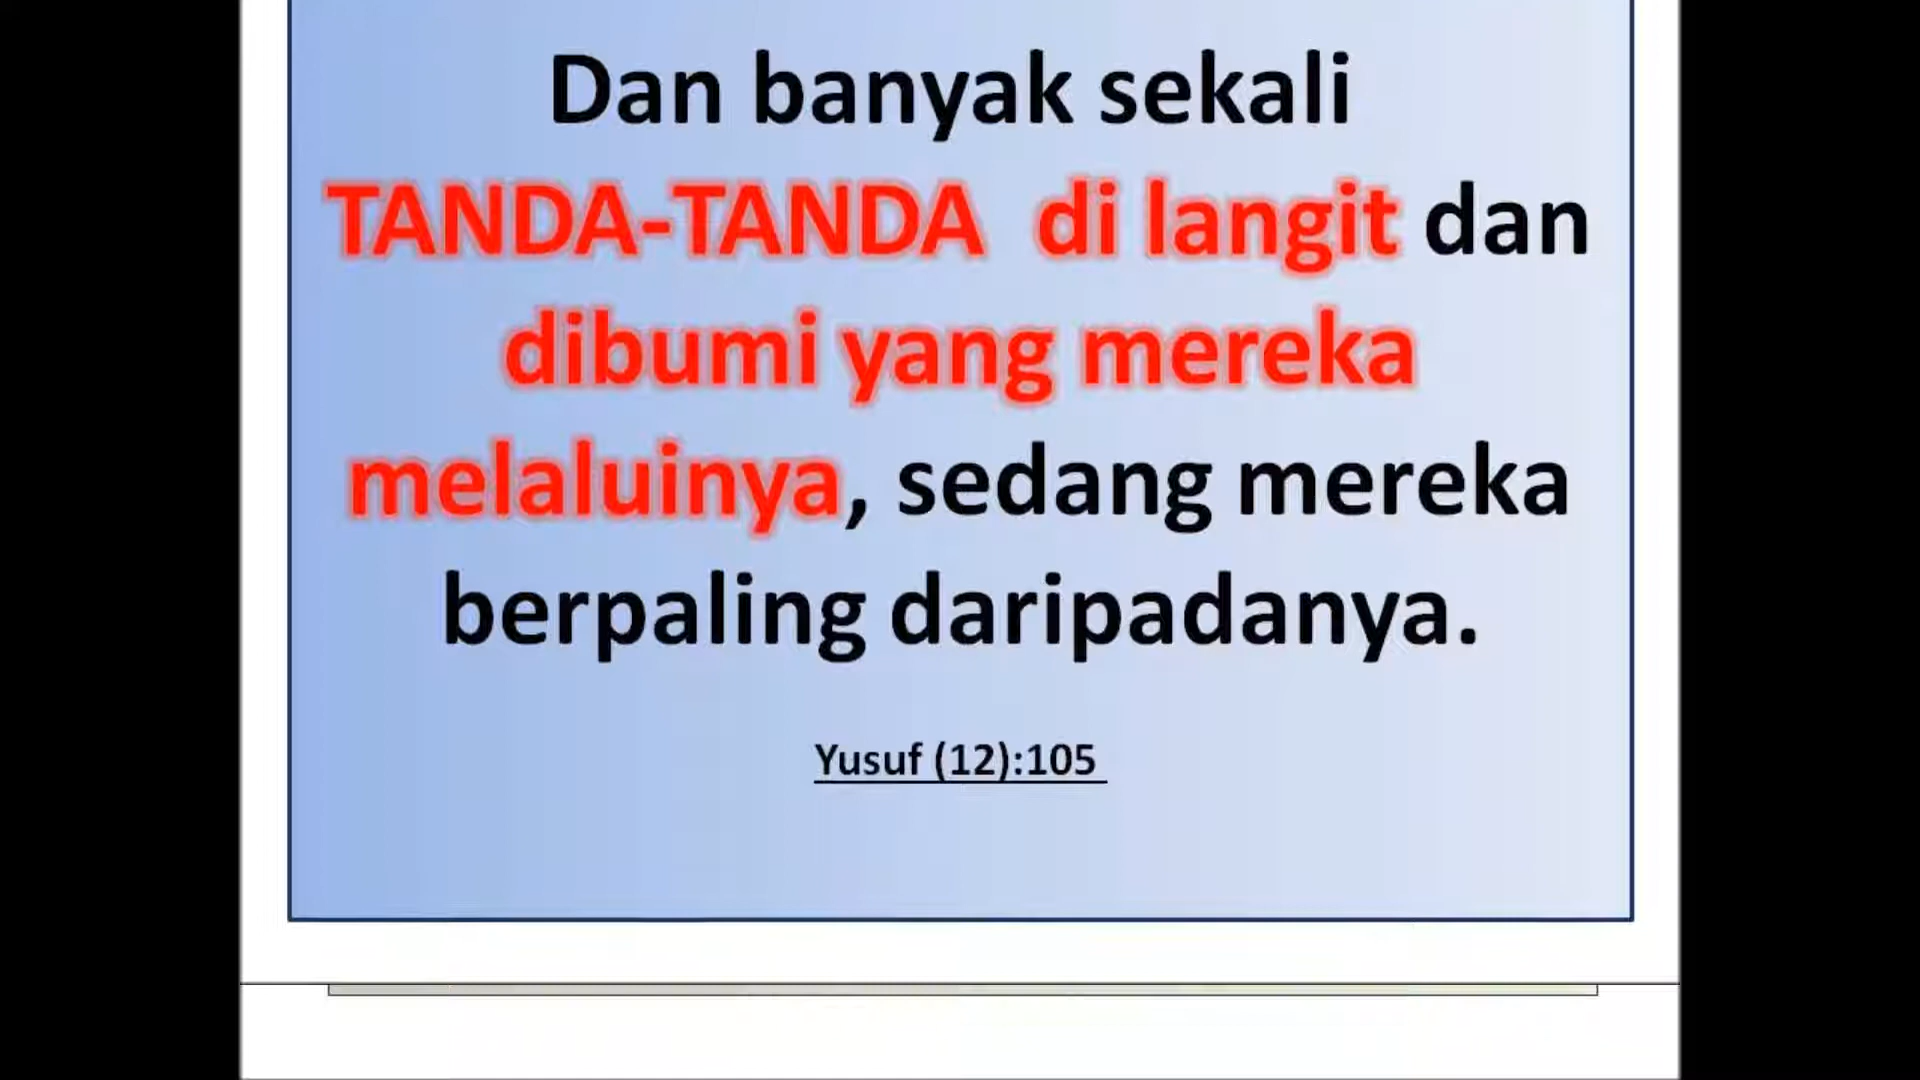 Dan banyak sekali
TANDA-TANDA di langit dan
dibumi yang mereka
melaluinya, sedang mereka
berpaling daripadanya.
Yusuf (12):105